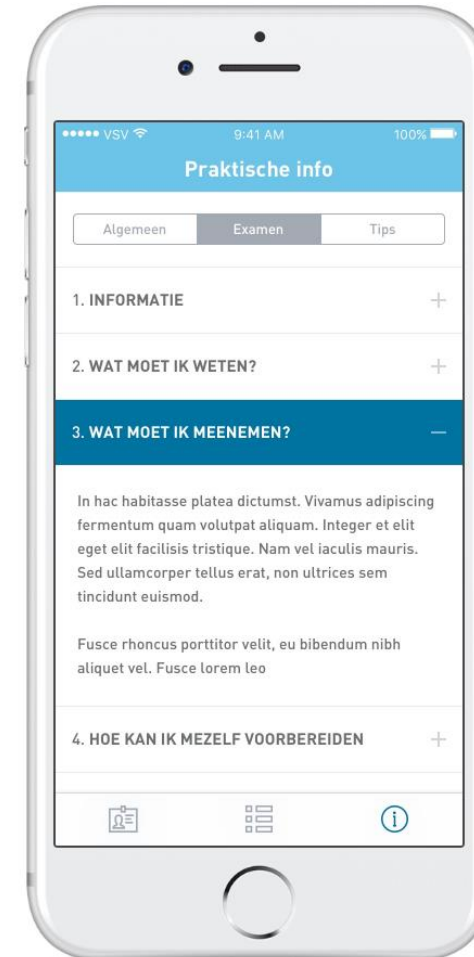 VSV 9:41 AM 100%
Praktische info
Algemeen Examen Tips
1. INFORMATIE
2. WAT MOET IK WETEN?
3. WAT MOET IK MEENEMEN?
In hac habitasse platea dictumst. Vivamus adipiscing
fermentum quam volutpat aliquam. Integer et elit
eget elit facilisis tristique. Nam vel iaculis mauris.
Sed ullamcorper tellus erat, non ultrices sem
tincidunt euismod.
Fusce rhoncus porttitor velit, eu bibendum nibh
aliquet vel. Fusce lorem leo
4. HOE KAN IK MEZELF VOORBEREIDEN